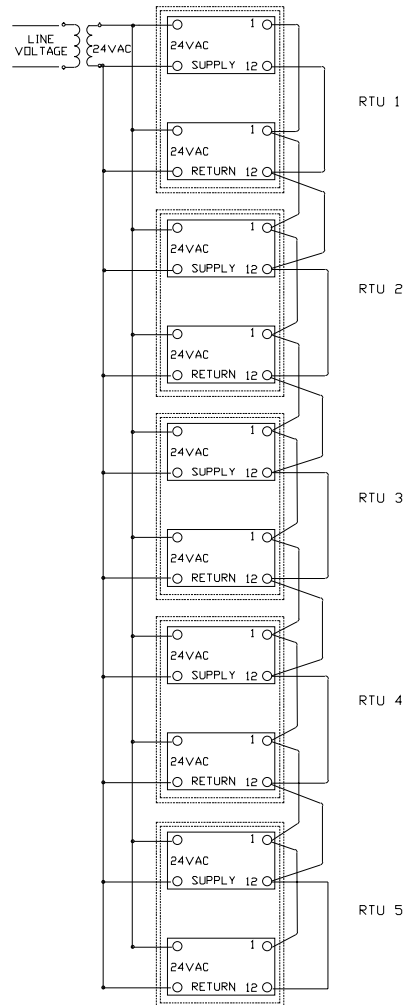 LINE
VOLTAGE
24VAC
1
24VAC
SUPPLY 12
1
24VAC
RETURN 12
RTU 1
1
24VAC
SUPPLY 12
1
24VAC
RETURN 12
RTU 2
1
24VAC
SUPPLY 12
1
24VAC
RETURN 12
RTU 3
1
24VAC
SUPPLY 12
1
24VAC
RETURN 12
RTU 4
1
24VAC
SUPPLY 12
1
24VAC
RETURN 12
RTU 5